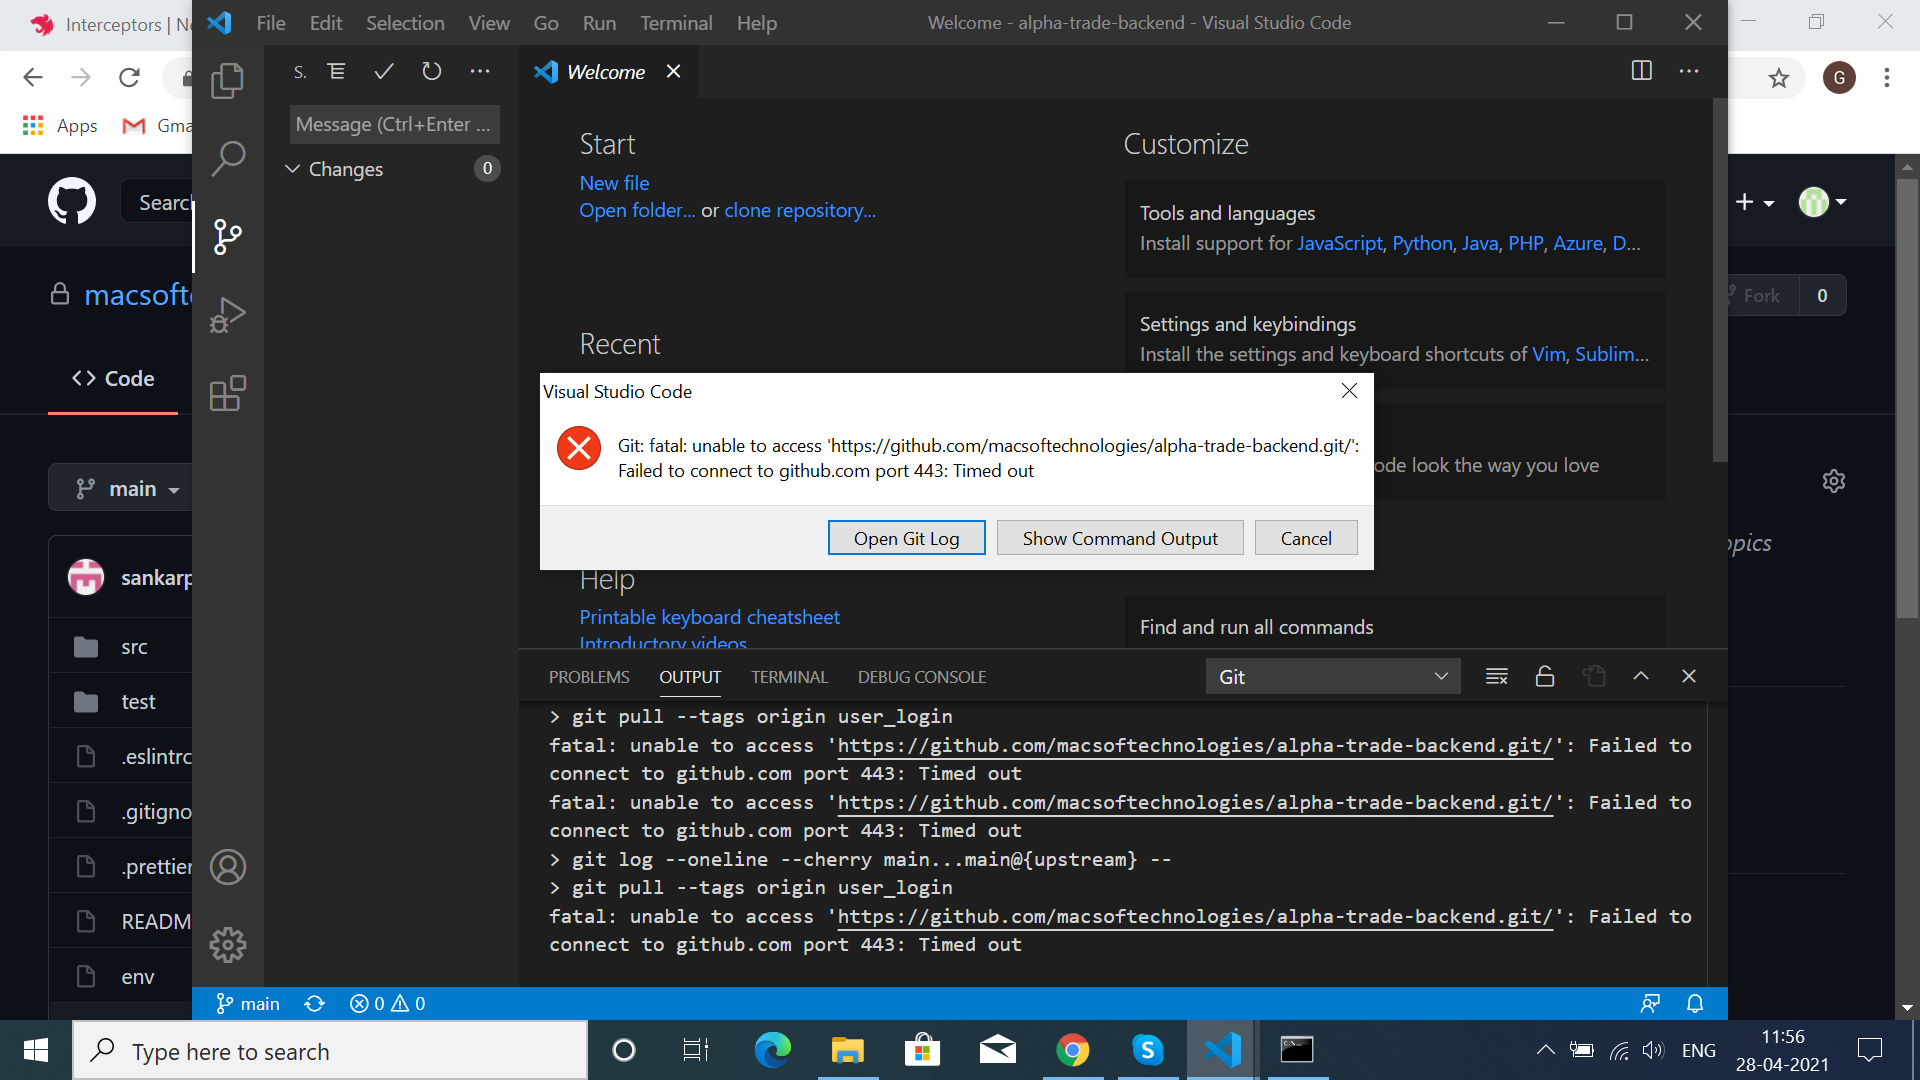 Interceptors | Ne
File Edit Selection View Go Run Terminal Help
Welcome - alpha-trade-backend - Visual Studio Code
G
Apps
Gma
S.
Welcome
Message (Ctrl+Enter ...
Changes
0
Start
New file
Open folder... or clone repository...
Recent
Help
Printable keyboard cheatsheet
Introductory videos
Customize
Tools and languages
Install support for JavaScript, Python, Java, PHP, Azure, D...
Settings and keybindings
Install the settings and keyboard shortcuts of Vim, Sublim...
ode look the way you love
Find and run all commands
Visual Studio Code
Git: fatal: unable to access 'https://github.com/macsoftechnologies/alpha-trade-backend.git/':
Failed to connect to github.com port 443: Timed out
Open Git Log
Show Command Output
Cancel
PROBLEMS OUTPUT TERMINAL DEBUG CONSOLE
Git
> git pull --tags origin user_login
fatal: unable to access 'https://github.com/macsoftechnologies/alpha-trade-backend.git/': Failed to
connect to github.com port 443: Timed out
fatal: unable to access 'https://github.com/macsoftechnologies/alpha-trade-backend.git/': Failed to
connect to github.com port 443: Timed out
> git log --oneline --cherry main...main@{upstream} --
> git pull --tags origin user_login
fatal: unable to access 'https://github.com/macsoftechnologies/alpha-trade-backend.git/': Failed to
connect to github.com port 443: Timed out
main
0
0
Searc
macsoft
Code
main
sankarp
src
test
.eslintrc
.gitigno
.prettier
README
env
Fork
0
opics
Type here to search
S
ENG
11:56
28-04-2021